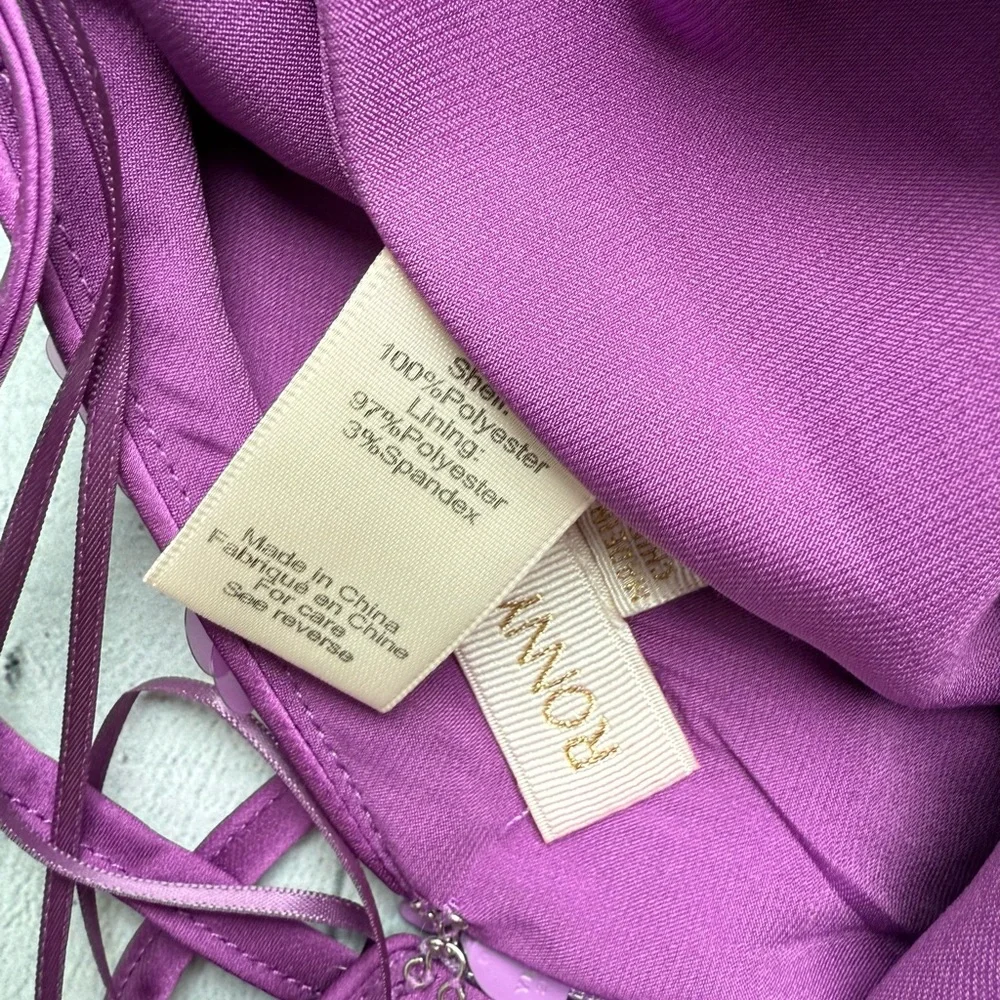 Shell:
100%Polyester
Lining:
97%Polyester
3%Spandex
Made in China
Fabriqué en Chine
For care
See reverse
RONNY